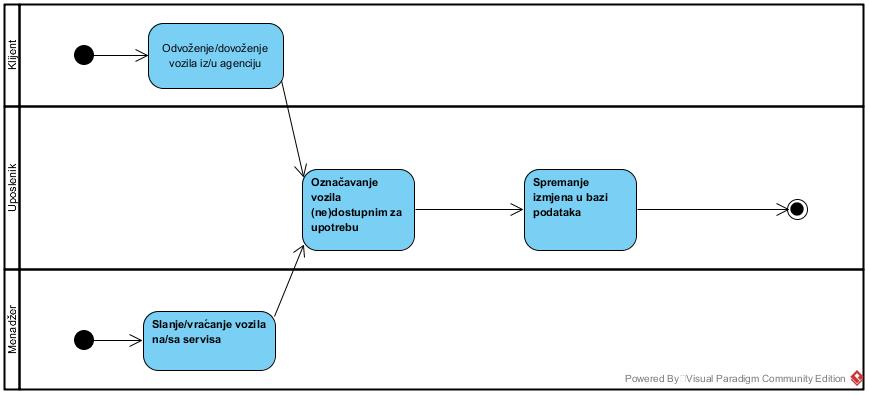 Klijent
Odvoženje/dovoženje
vozila iz/u agenciju
Uposlenik
Označavanje
vozila
(ne)dostupnim za
upotrebu
Spremanje
izmjena u bazi
podataka
Menadžer
Slanje/vraćanje vozila
na/sa servisa
Powered By Visual Paradigm Community Edition